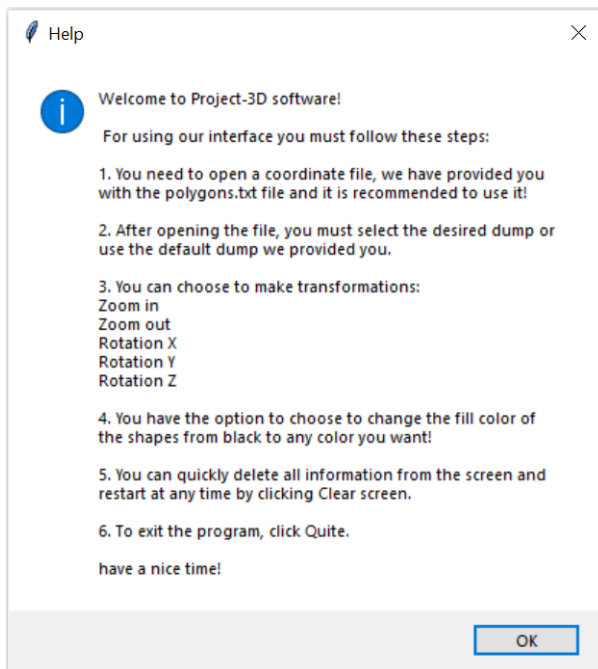 Help
Welcome to Project-3D software!
For using our interface you must follow these steps:
1. You need to open a coordinate file, we have provided you
with the polygons.txt file and it is recommended to use it!
2. After opening the file, you must select the desired dump or
use the default dump we provided you.
3. You can choose to make transformations:
Zoom in
Zoom out
Rotation X
Rotation Y
Rotation Z
4. You have the option to choose to change the fill color of
the shapes from black to any color you want!
5. You can quickly delete all information from the screen and
restart at any time by clicking Clear screen.
6. To exit the program, click Quite.
have a nice time!
OK